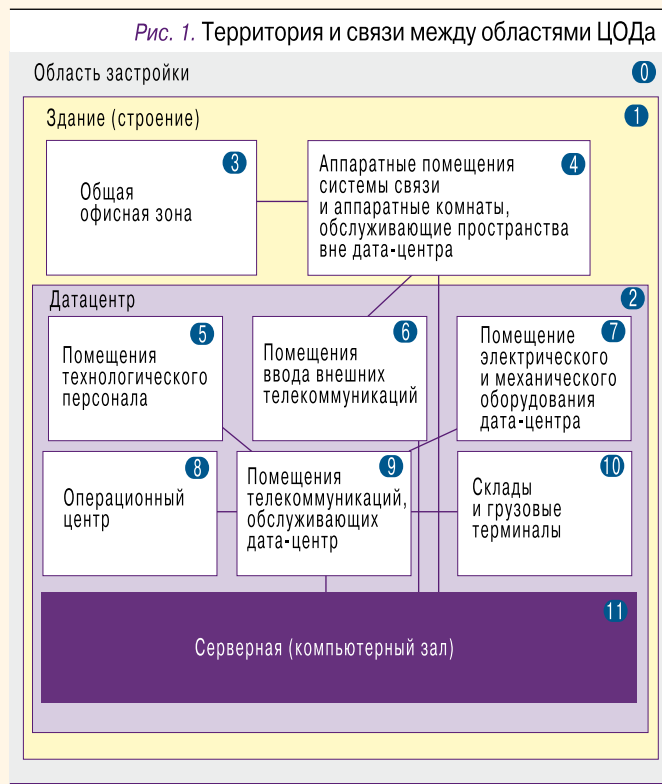 Рис. 1. Территория и связи между областями ЦОДа
Область застройки
0
Здание (строение)
1
Общая
офисная зона
3
Аппаратные помещения
системы связи
и аппаратные комнаты,
обслуживающие пространства
вне дата-центра
4
Датацентр
2
Помещения
технологического
персонала
5
Помещения
ввода внешних
телекоммуникаций
6
Помещение
электрического
и механического
оборудования
дата-центра
7
Операционный
центр
8
Помещения
телекоммуникаций,
обслуживающих
дата-центр
9
Склады
и грузовые
терминалы
10
Серверная (компьютерный зал)
11